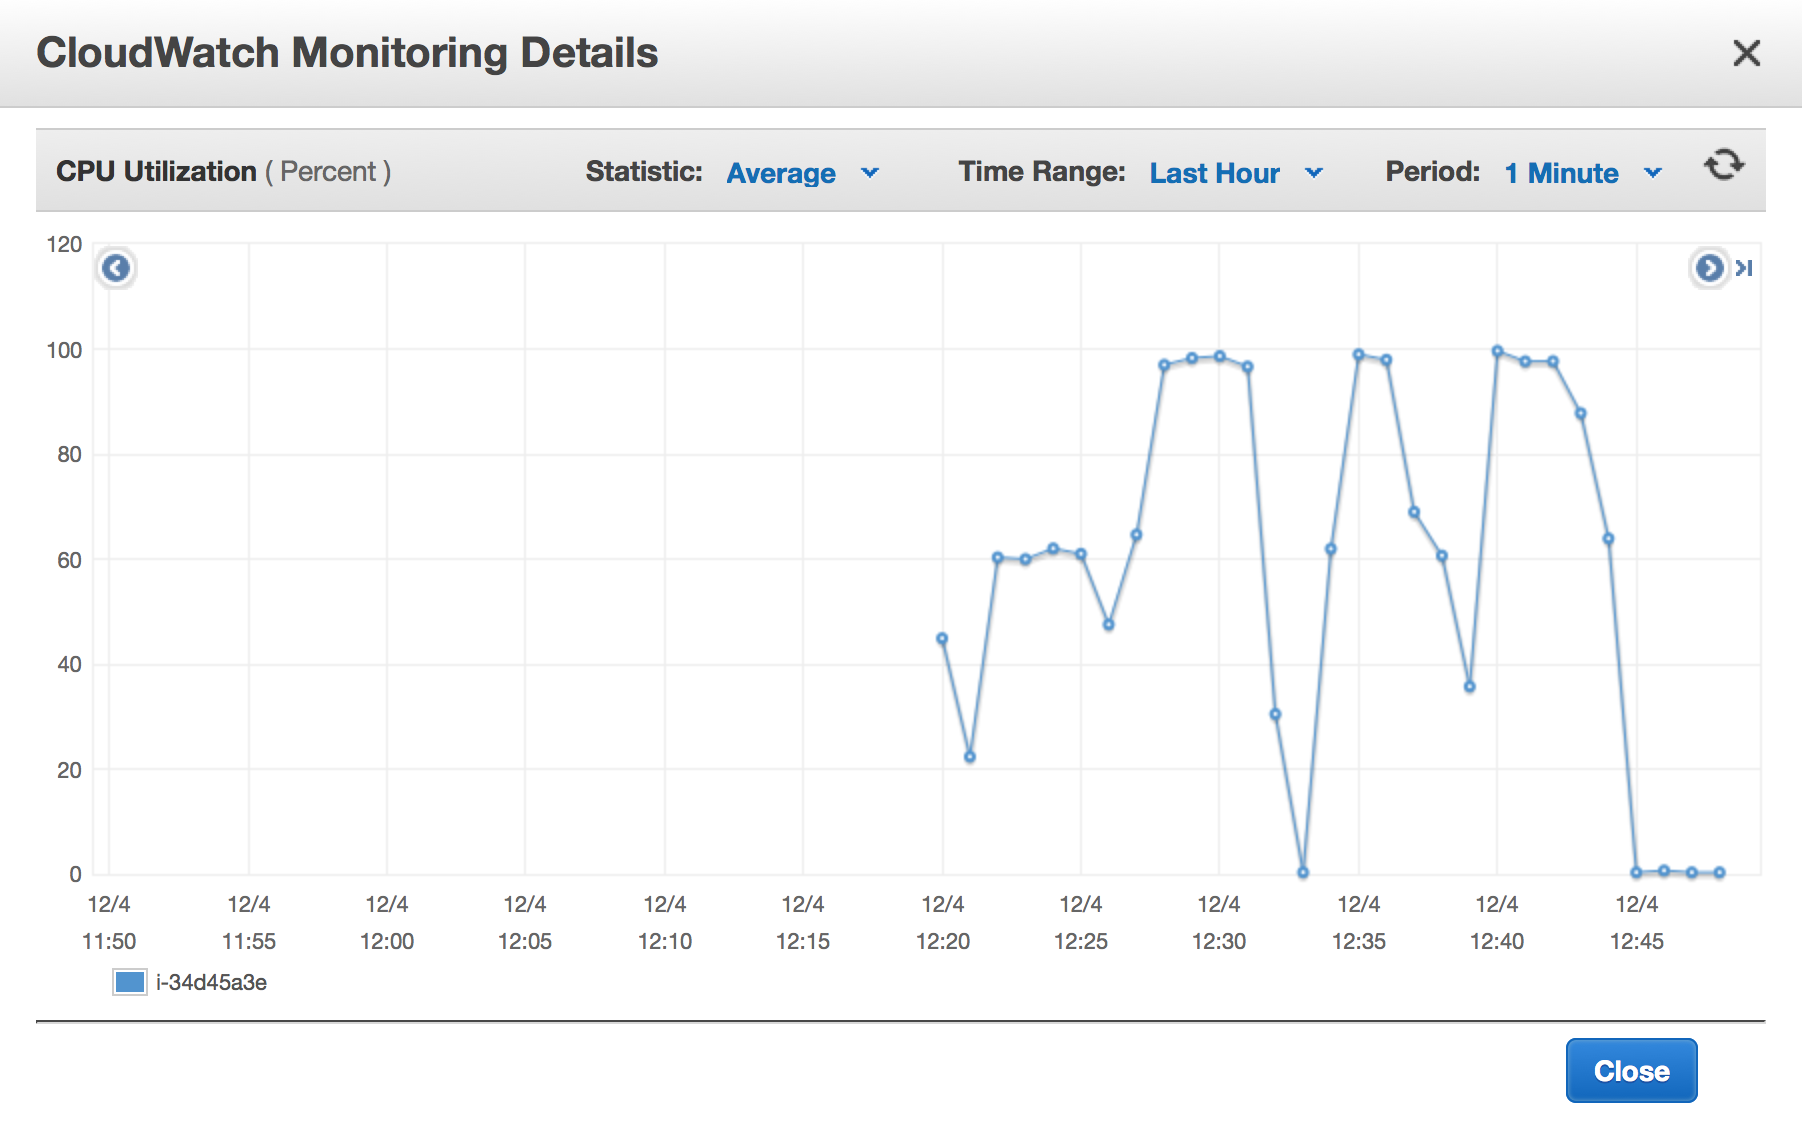 CloudWatch Monitoring Details
CPU Utilization ( Percent ) Statistic: Average Time Range: Last Hour Period: 1 Minute
120
100
80
60
40
20
0
12/4 12/4 12/4 12/4 12/4 12/4 12/4 12/4 12/4 12/4 12/4 12/4
11:50 11:55 12:00 12:05 12:10 12:15 12:20 12:25 12:30 12:35 12:40 12:45
i-34d45a3e
Close